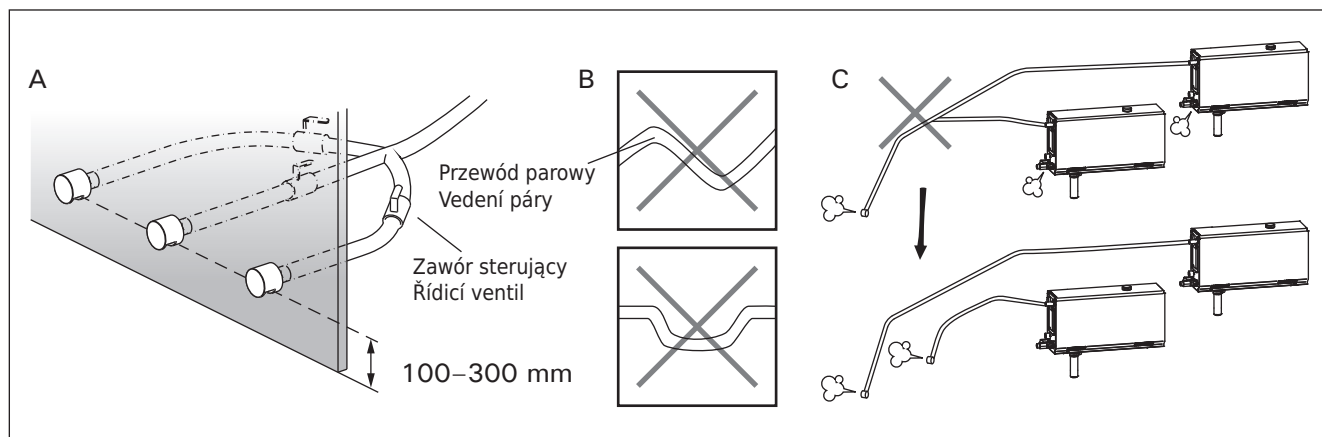 A
B
C
Przewód parowy
Vedení páry
Zawór sterujący
Řídicí ventil
100–300 mm